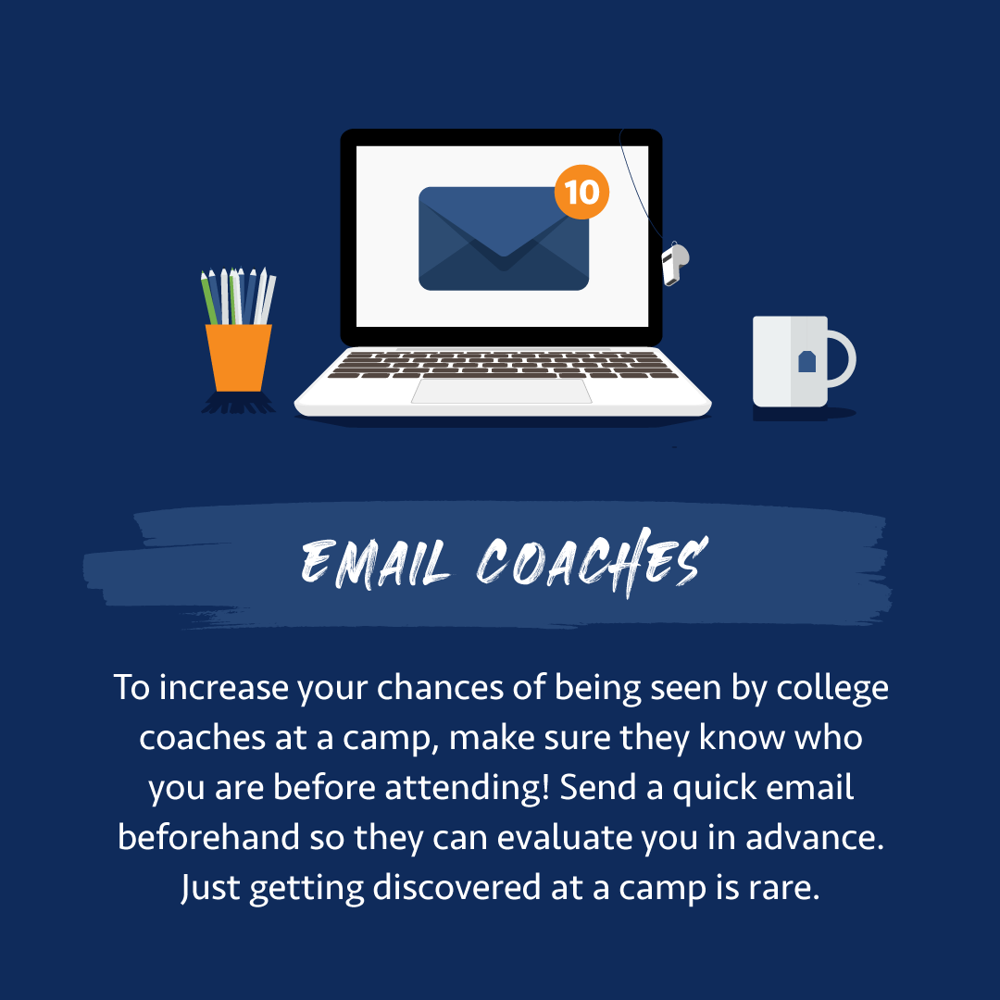 10
EMAIL COACHES
To increase your chances of being seen by college
coaches at a camp, make sure they know who
you are before attending! Send a quick email
beforehand so they can evaluate you in advance.
Just getting discovered at a camp is rare.